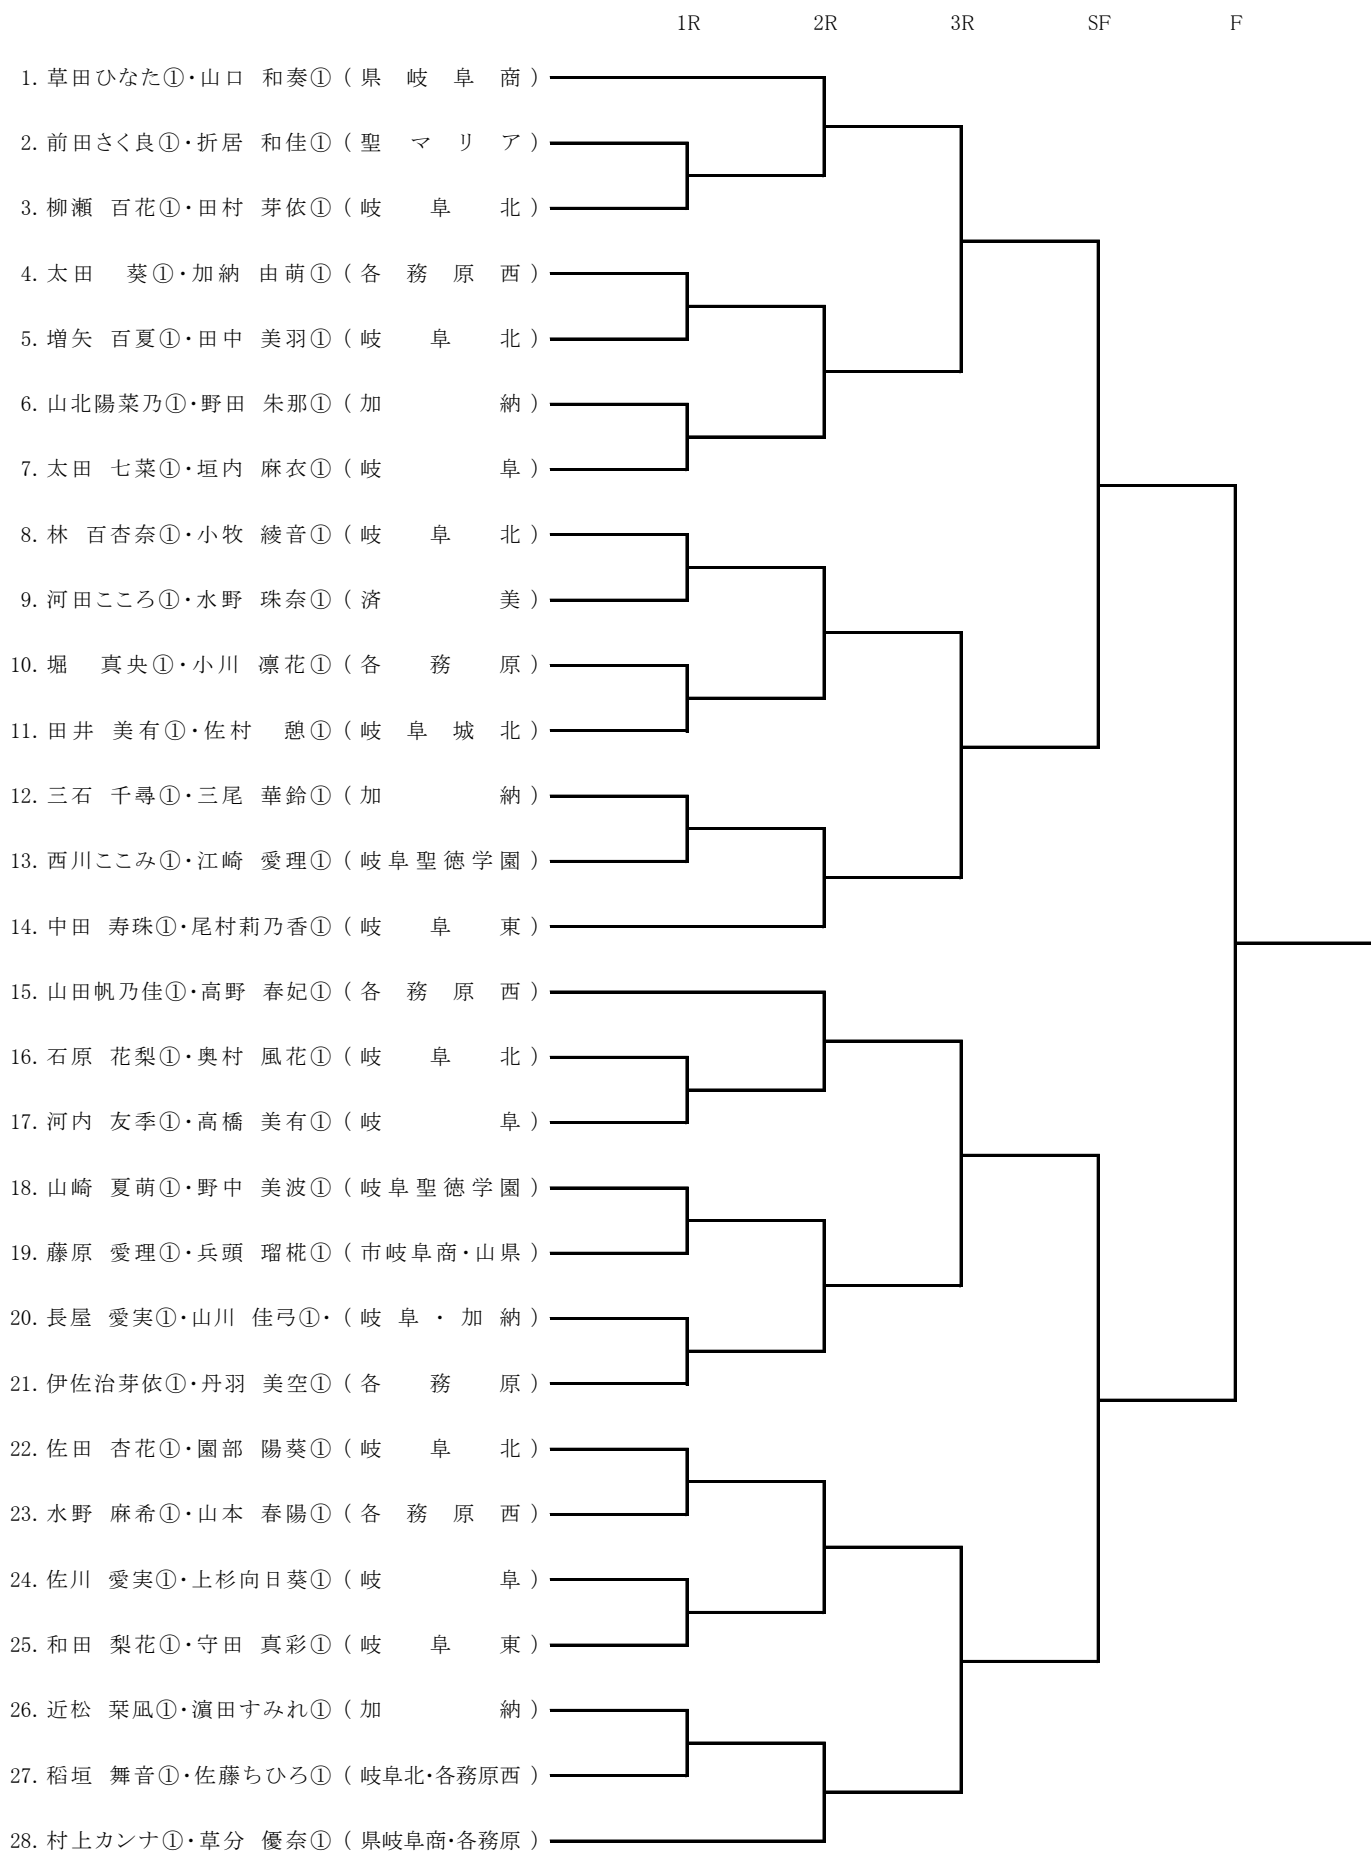 1R 2R 3R SF F
1. 草田ひなた①・山口 和奏①（県岐阜商）
2. 前田さく良①・折居 和佳①（聖マリア）
3. 柳瀬 百花①・田村 芽依①（岐阜北）
4. 太田 葵①・加納 由萌①（各務原西）
5. 増矢 百夏①・田中 美羽①（岐阜北）
6. 山北陽菜乃①・野田 朱那①（加納）
7. 太田 七菜①・垣内 麻衣①（岐阜）
8. 林 百杏奈①・小牧 綾音①（岐阜北）
9. 河田こころ①・水野 珠奈①（済美）
10. 堀 真央①・小川 凛花①（各務原）
11. 田井 美有①・佐村 憩①（岐阜城北）
12. 三石 千尋①・三尾 華鈴①（加納）
13. 西川ここみ①・江崎 愛理①（岐阜聖徳学園）
14. 中田 寿珠①・尾村莉乃香①（岐阜東）
15. 山田帆乃佳①・高野 春妃①（各務原西）
16. 石原 花梨①・奥村 風花①（岐阜北）
17. 河内 友季①・高橋 美有①（岐阜）
18. 山崎 夏萌①・野中 美波①（岐阜聖徳学園）
19. 藤原 愛理①・兵頭 瑠椛①（市岐阜商・山県）
20. 長屋 愛実①・山川 佳弓①・（岐阜・加納）
21. 伊佐治芽依①・丹羽 美空①（各務原）
22. 佐田 杏花①・園部 陽葵①（岐阜北）
23. 水野 麻希①・山本 春陽①（各務原西）
24. 佐川 愛実①・上杉向日葵①（岐阜）
25. 和田 梨花①・守田 真彩①（岐阜東）
26. 近松 栞凪①・濵田すみれ①（加納）
27. 稲垣 舞音①・佐藤ちひろ①（岐阜北・各務原西）
28. 村上カンナ①・草分 優奈①（県岐阜商・各務原）